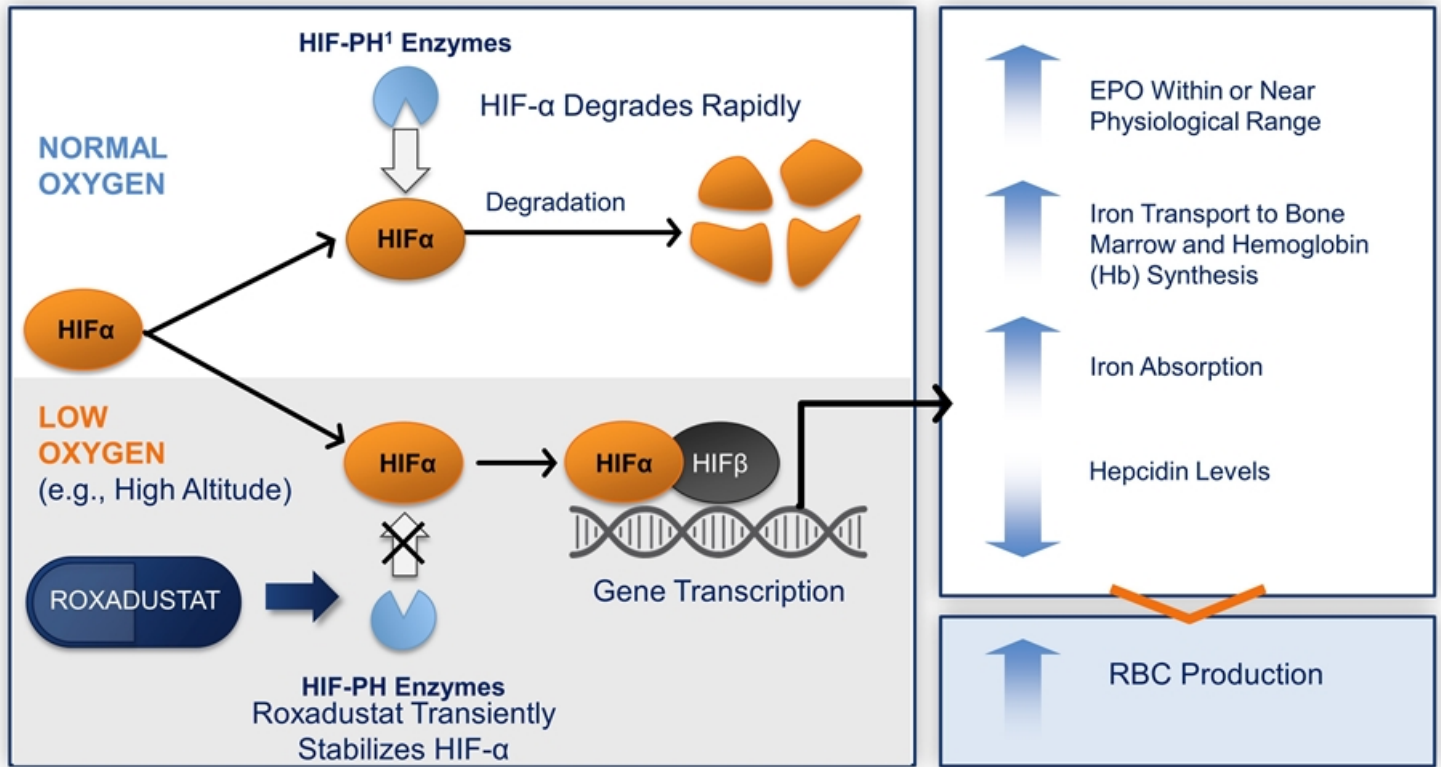 HIF-PH¹ Enzymes
HIF-α Degrades Rapidly
NORMAL
OXYGEN
Degradation
HIFα
HIFα
LOW
OXYGEN
(e.g., High Altitude)
HIFα
HIFα
HIFβ
ROXADUSTAT
Gene Transcription
HIF-PH Enzymes
Roxadustat Transiently
Stabilizes HIF-α
EPO Within or Near
Physiological Range
Iron Transport to Bone
Marrow and Hemoglobin
(Hb) Synthesis
Iron Absorption
Hepcidin Levels
RBC Production